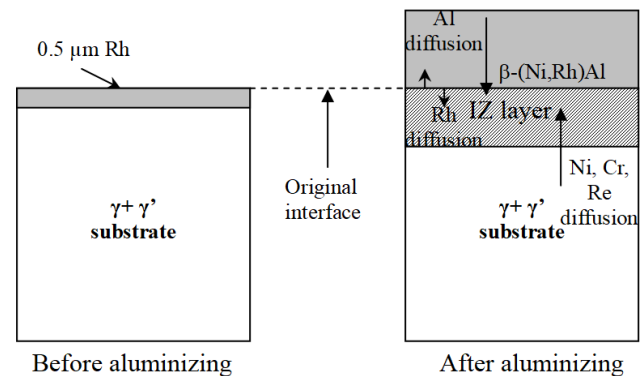 0.5 µm Rh
γ+ γ’
substrate
Before aluminizing
Original
interface
Al
diffusion
β-(Ni,Rh)Al
IZ layer
Rh
diffusion
Ni, Cr,
Re
diffusion
γ+ γ’
substrate
After aluminizing